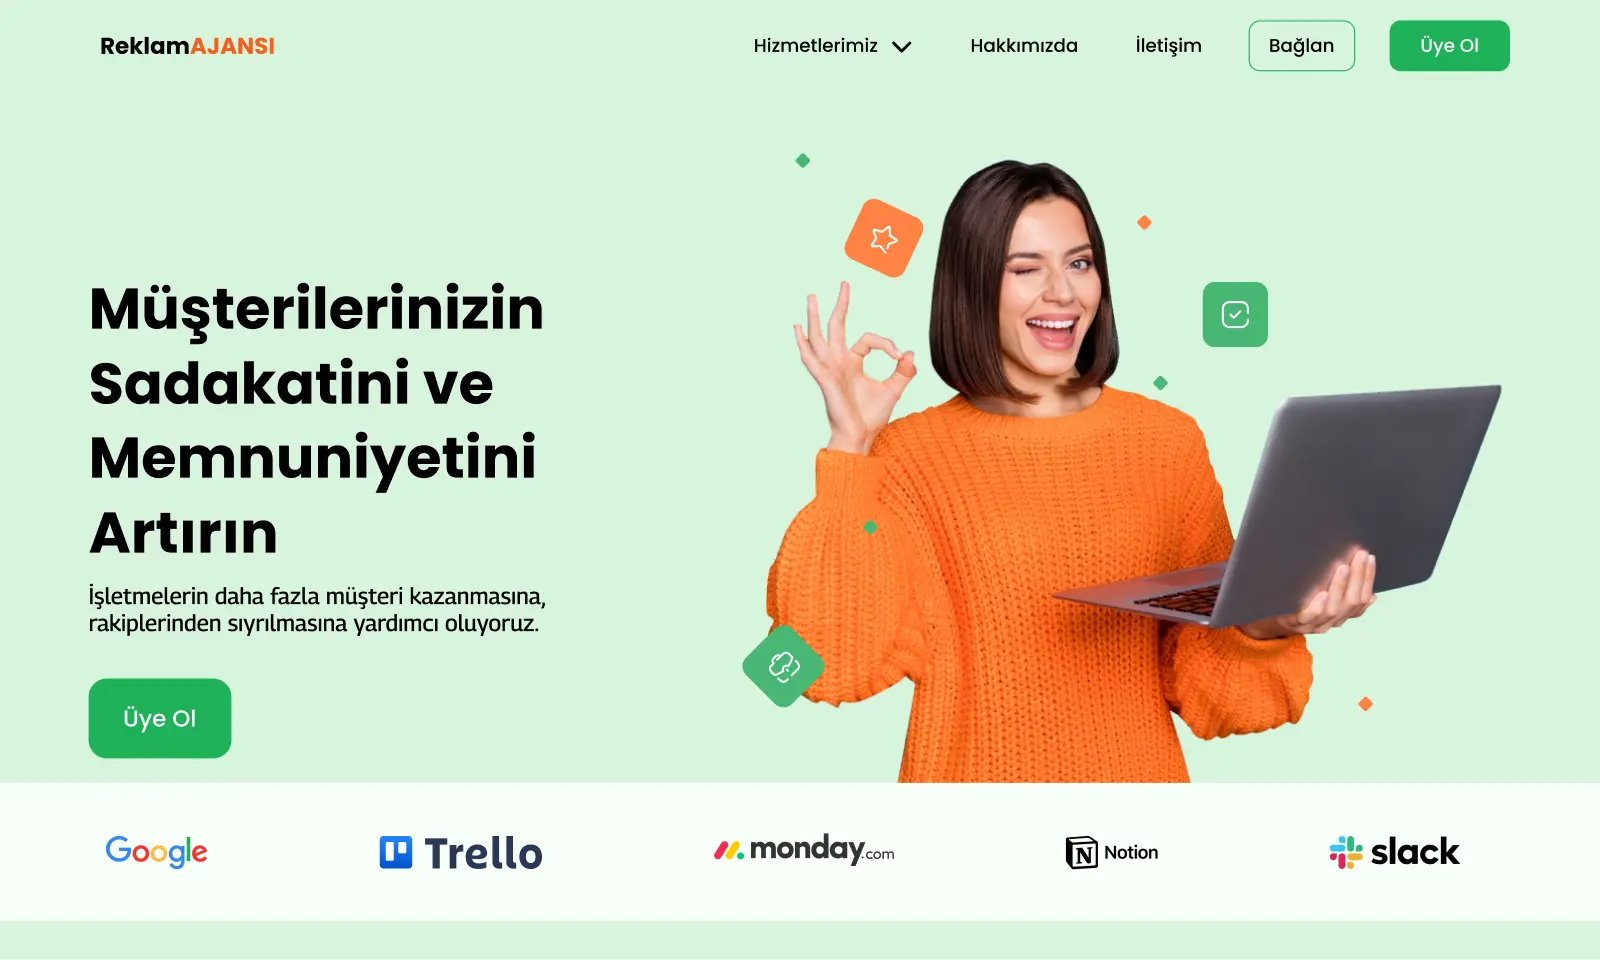 ReklamAJANSI
Hizmetlerimiz
Hakkımızda
İletişim
Bağlan
Üye Ol
Müşterilerinizin
Sadakatini ve
Memnuniyetini
Artırın
İşletmelerin daha fazla müşteri kazanmasına,
rakiplerinden sıyrılmasına yardımcı oluyoruz.
Üye Ol
Google
Trello
monday.com
Notion
slack